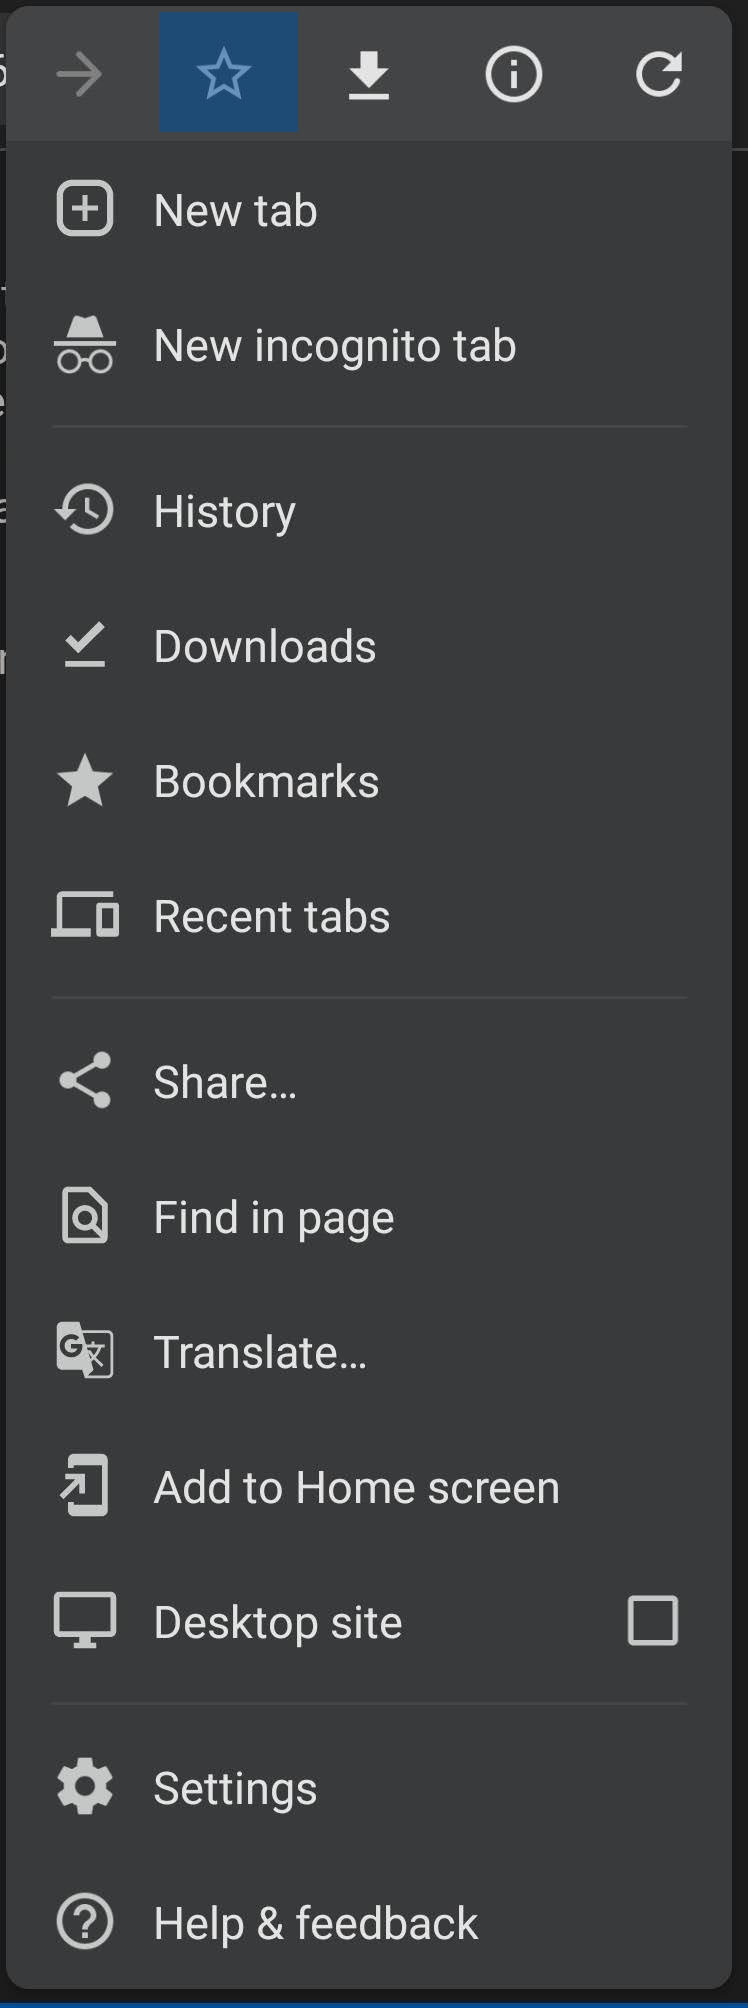 New tab
New incognito tab
History
Downloads
Bookmarks
Recent tabs
Share…
Find in page
Translate…
Add to Home screen
Desktop site
Settings
Help & feedback